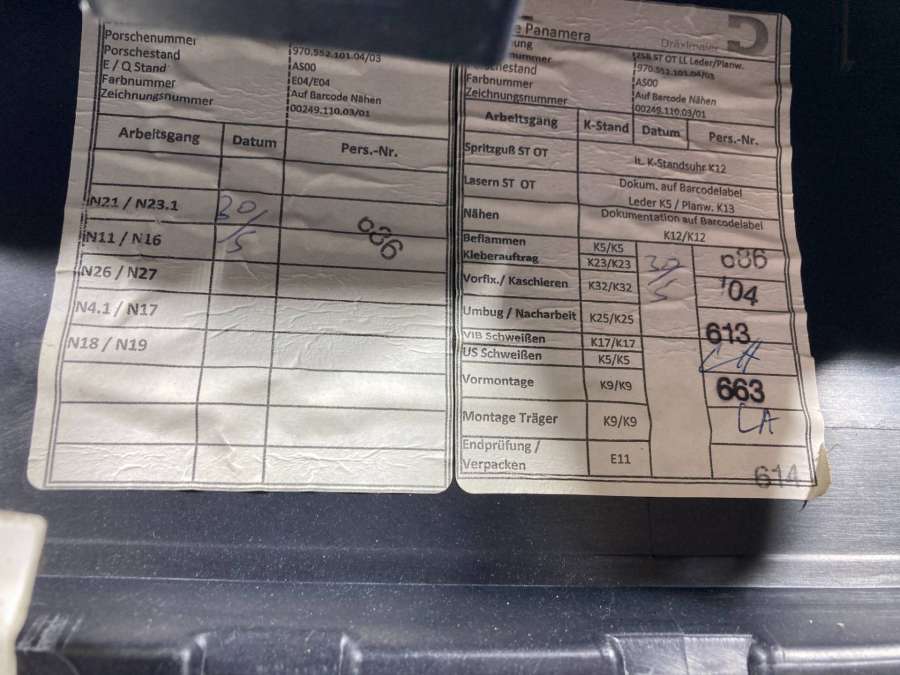 Porschenummer 970.552.101.04/03
Porschestand AS00
E / Q Stand E04/E04
Farbnummer Auf Barcode Nähen
Zeichnungsnummer 00249.110.03/01
Arbeitsgang Datum Pers.-Nr.
N21 / N23.1 30/5 686
N11 / N16
N26 / N27
N4.1 / N17
N18 / N19
Panamera
Dräxlmaier
ZSB ST OT LL Leder/Planw.
970.552.101.04/03
AS00
Farbnummer Auf Barcode Nähen
Zeichnungsnummer 00249.110.03/01
Arbeitsgang K-Stand Datum Pers.-Nr.
Spritzguß ST OT lt. K-Standsuhr K12
Lasern ST OT Dokum. auf Barcodelabel
Leder K5 / Planw. K13
Nähen Dokumentation auf Barcodelabel
K12/K12
Beflammen K5/K5 30/5 686
Kleberauftrag K23/K23
Vorfix./ Kaschieren K32/K32 04
Umbug / Nacharbeit K25/K25 613
VIB Schweißen K17/K17 CH
US Schweißen K5/K5
Vormontage K9/K9 663
Montage Träger K9/K9 LA
Endprüfung /
Verpacken E11 614